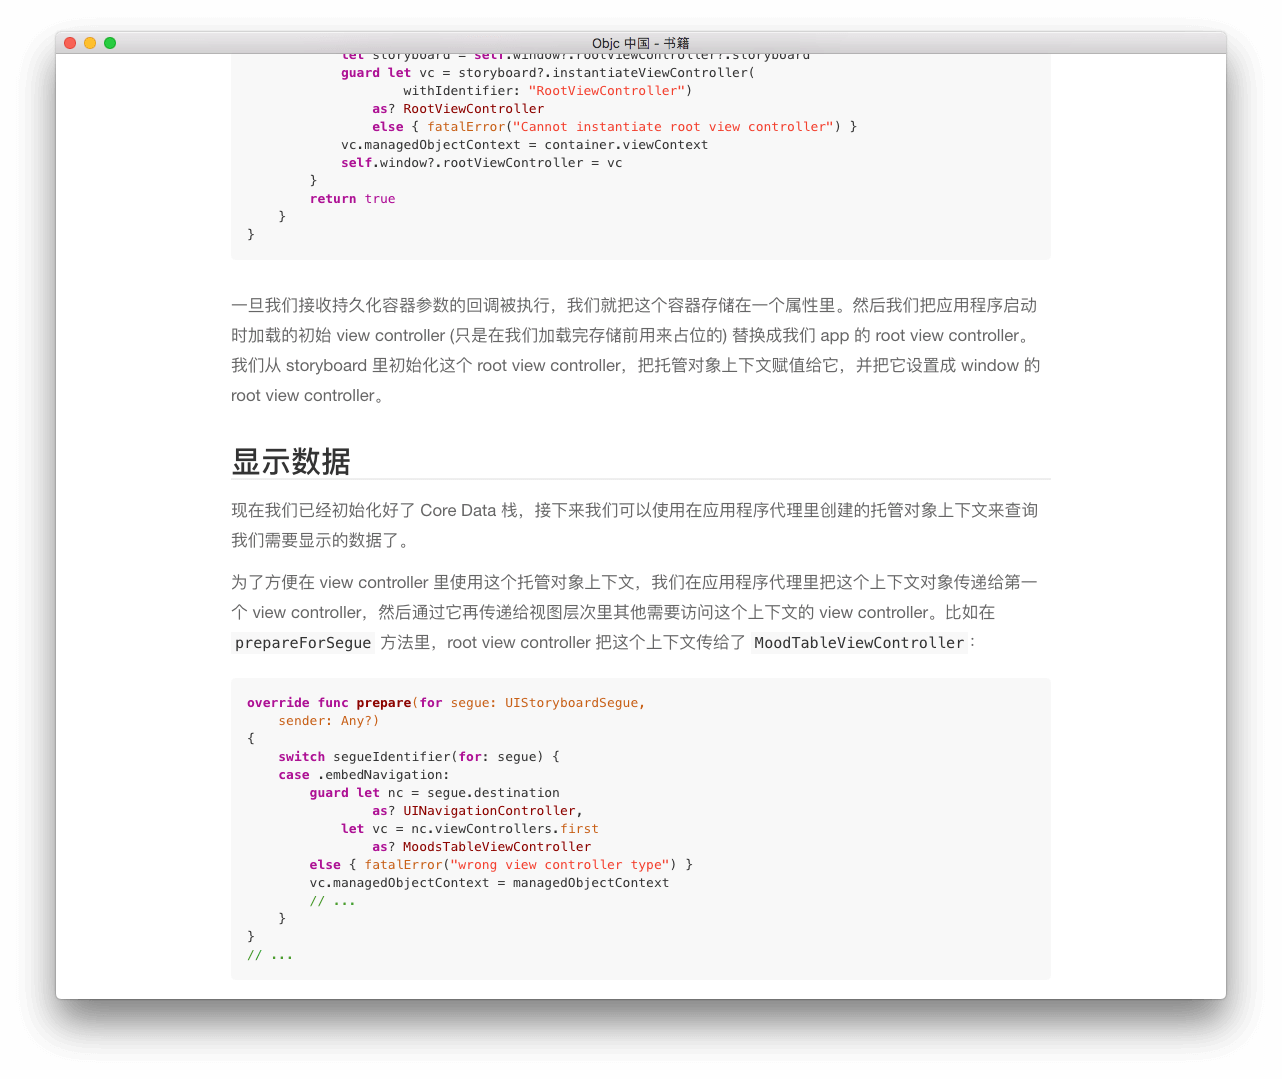 Objc 中国 - 书籍
let storyboard = self.window?.rootViewController?.storyboard
guard let vc = storyboard?.instantiateViewController(
withIdentifier: "RootViewController")
as? RootViewController
else { fatalError("Cannot instantiate root view controller") }
vc.managedObjectContext = container.viewContext
self.window?.rootViewController = vc
}
return true
}
}
一旦我们接收持久化容器参数的回调被执行，我们就把这个容器存储在一个属性里。然后我们把应用程序启动
时加载的初始 view controller (只是在我们加载完存储前用来占位的) 替换成我们 app 的 root view controller。
我们从 storyboard 里初始化这个 root view controller，把托管对象上下文赋值给它，并把它设置成 window 的
root view controller。
显示数据
现在我们已经初始化好了 Core Data 栈，接下来我们可以使用在应用程序代理里创建的托管对象上下文来查询
我们需要显示的数据了。
为了方便在 view controller 里使用这个托管对象上下文，我们在应用程序代理里把这个上下文对象传递给第一
个 view controller，然后通过它再传递给视图层次里其他需要访问这个上下文的 view controller。比如在
prepareForSegue 方法里，root view controller 把这个上下文传给了 MoodTableViewController：
override func prepare(for segue: UIStoryboardSegue,
sender: Any?)
{
switch segueIdentifier(for: segue) {
case .embedNavigation:
guard let nc = segue.destination
as? UINavigationController,
let vc = nc.viewControllers.first
as? MoodsTableViewController
else { fatalError("wrong view controller type") }
vc.managedObjectContext = managedObjectContext
// ...
}
}
// ...